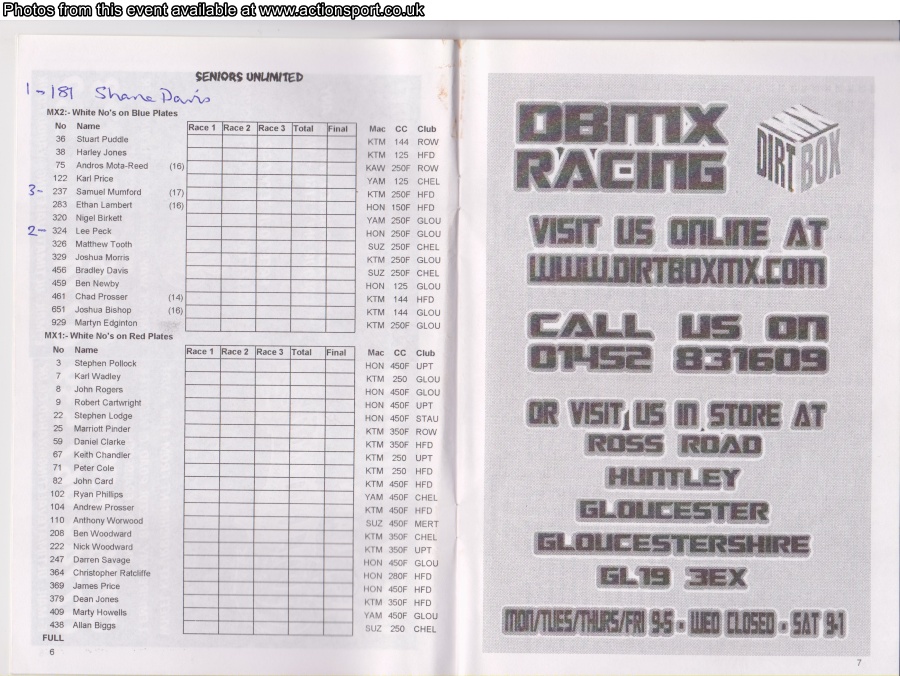 Photos from this event available at www.actionsport.co.uk
SENIORS UNLIMITED
1 - 181 Shane Davis
MX2:- White No's on Blue Plates
No Name Race 1 Race 2 Race 3 Total Final Mac CC Club
36 Stuart Puddle KTM 144 ROW
38 Harley Jones KTM 125 HFD
75 Andros Mota-Reed (16) KAW 250F ROW
122 Karl Price YAM 125 CHEL
3- 237 Samuel Mumford (17) KTM 250F HFD
283 Ethan Lambert (16) HON 150F HFD
320 Nigel Birkett YAM 250F GLOU
2- 324 Lee Peck HON 250F GLOU
326 Matthew Tooth SUZ 250F CHEL
329 Joshua Morris KTM 250F GLOU
456 Bradley Davis SUZ 250F CHEL
459 Ben Newby HON 125 GLOU
461 Chad Prosser (14) KTM 144 HFD
651 Joshua Bishop (16) KTM 144 GLOU
929 Martyn Edginton KTM 250F GLOU
MX1:- White No's on Red Plates
No Name Race 1 Race 2 Race 3 Total Final Mac CC Club
3 Stephen Pollock HON 450F UPT
7 Karl Wadley KTM 250 GLOU
8 John Rogers HON 450F GLOU
9 Robert Cartwright HON 450F UPT
22 Stephen Lodge HON 450F STAU
25 Marriott Pinder KTM 350F ROW
59 Daniel Clarke KTM 350F HFD
67 Keith Chandler KTM 250 UPT
71 Peter Cole KTM 250 HFD
82 John Card KTM 450F HFD
102 Ryan Phillips YAM 450F CHEL
104 Andrew Prosser KTM 450F HFD
110 Anthony Worwood SUZ 450F MERT
208 Ben Woodward KTM 350F CHEL
222 Nick Woodward KTM 350F UPT
247 Darren Savage HON 450F GLOU
364 Christopher Ratcliffe HON 280F HFD
369 James Price HON 450F HFD
379 Dean Jones KTM 350F HFD
409 Marty Howells YAM 450F GLOU
438 Allan Biggs SUZ 250 CHEL
FULL
6
DBMX
RACING
MX
DIRT BOX
VISIT US ONLINE AT
WWW.DIRTBOXMX.COM
CALL US ON
01452 831609
OR VISIT US IN STORE AT
ROSS ROAD
HUNTLEY
GLOUCESTER
GLOUCESTERSHIRE
GL19 3EX
MON/TUES/THURS/FRI 9-5 - WED CLOSED - SAT 9-1
7